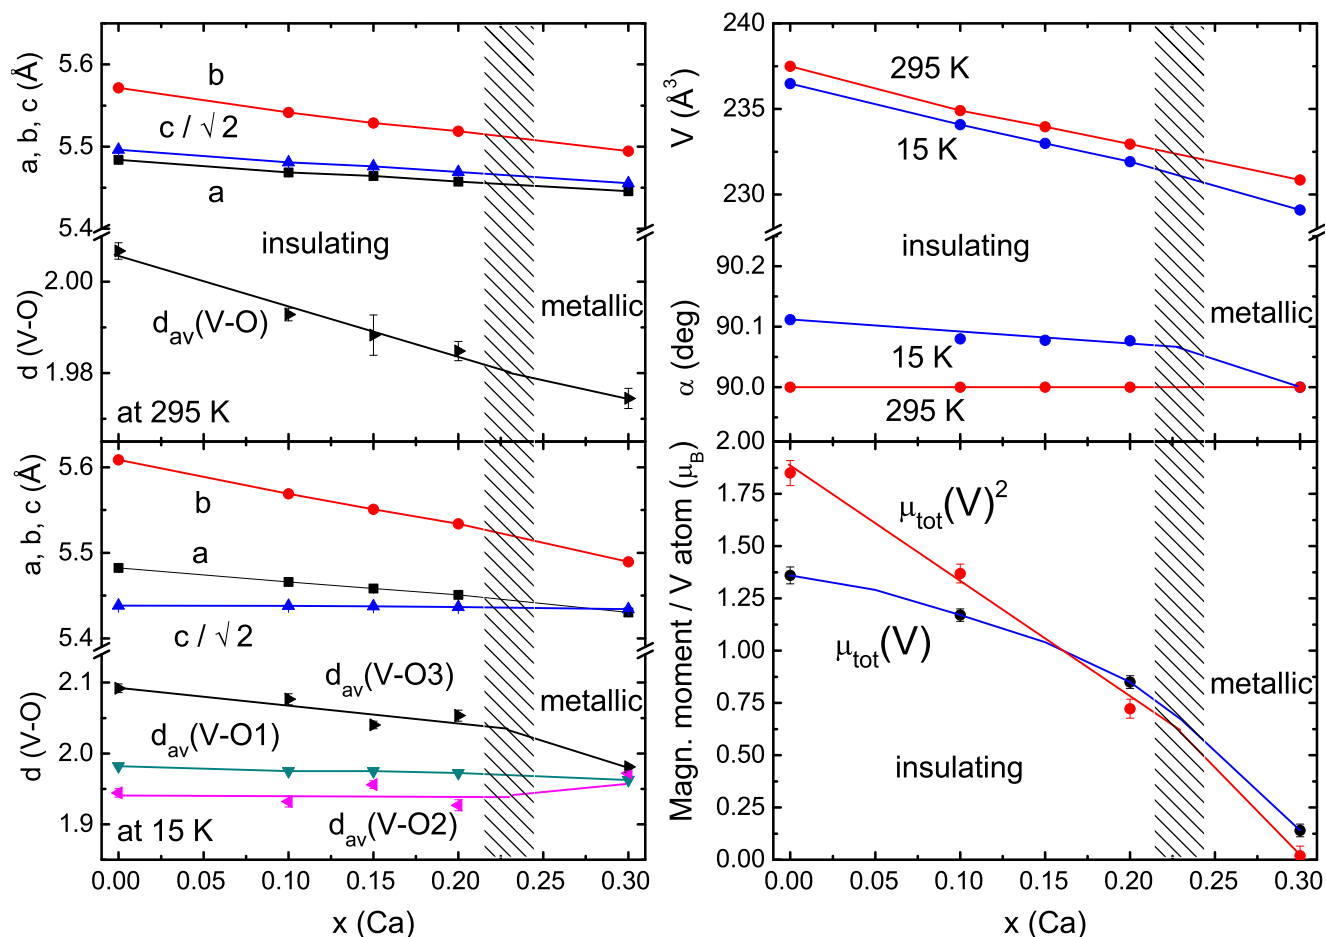 a, b, c (Å)
5.6
5.5
5.4
b
c / √2
a
insulating
d (V-O)
2.00
1.98
d_av(V-O)
metallic
at 295 K
a, b, c (Å)
5.6
5.5
5.4
b
a
c / √2
d (V-O)
2.1
2.0
1.9
d_av(V-O3)
metallic
d_av(V-O1)
d_av(V-O2)
at 15 K
0.00 0.05 0.10 0.15 0.20 0.25 0.30
x (Ca)
V (Å³)
240
235
230
295 K
15 K
insulating
α (deg)
90.2
90.1
90.0
metallic
15 K
295 K
Magn. moment / V atom (μ_B)
2.00
1.75
1.50
1.25
1.00
0.75
0.50
0.25
0.00
μ_tot(V)²
μ_tot(V)
metallic
insulating
0.00 0.05 0.10 0.15 0.20 0.25 0.30
x (Ca)